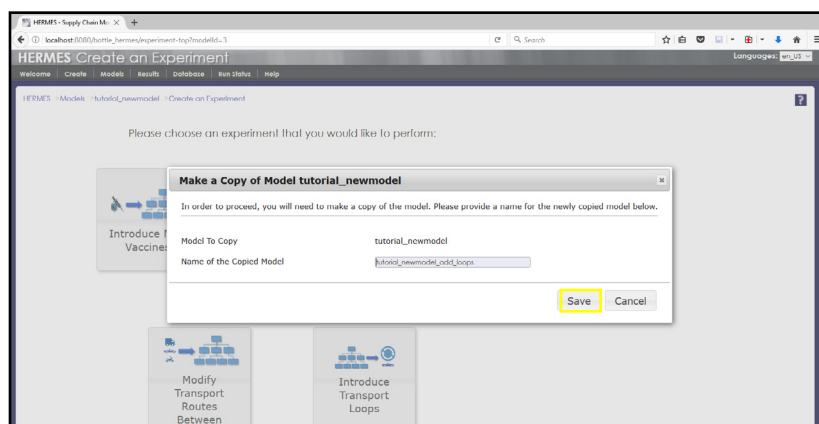 HERMES - Supply Chain Mo
localhost:8080/bottle_hermes/experiment-top?modelId=3
Search
HERMES Create an Experiment
Languages: en_US
Welcome Create Models Results Database Run Status Help
HERMES >Models >tutorial_newmodel >Create an Experiment
?
Please choose an experiment that you would like to perform:
Make a Copy of Model tutorial_newmodel
In order to proceed, you will need to make a copy of the model. Please provide a name for the newly copied model below.
Model To Copy tutorial_newmodel
Name of the Copied Model tutorial_newmodel_add_loops
Save Cancel
Introduce
Vaccines
Modify
Transport
Routes
Between
Introduce
Transport
Loops